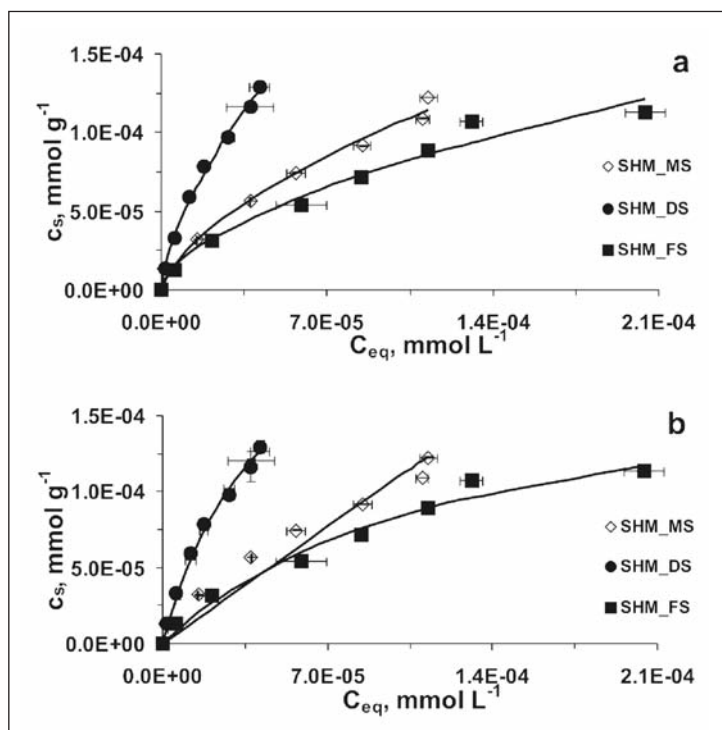 a
1.5E-04
1.0E-04
5.0E-05
0.0E+00
c_s, mmol g⁻¹
SHM_MS
SHM_DS
SHM_FS
0.0E+00 7.0E-05 1.4E-04 2.1E-04
C_eq, mmol L⁻¹
b
1.5E-04
1.0E-04
5.0E-05
0.0E+00
c_s, mmol g⁻¹
SHM_MS
SHM_DS
SHM_FS
0.0E+00 7.0E-05 1.4E-04 2.1E-04
C_eq, mmol L⁻¹